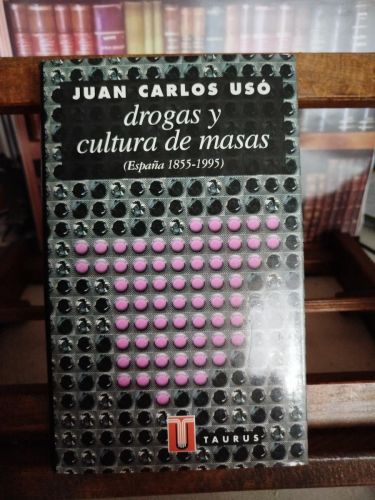 JUAN CARLOS USÓ
drogas y
cultura de masas
(España 1855-1995)
TAURUS